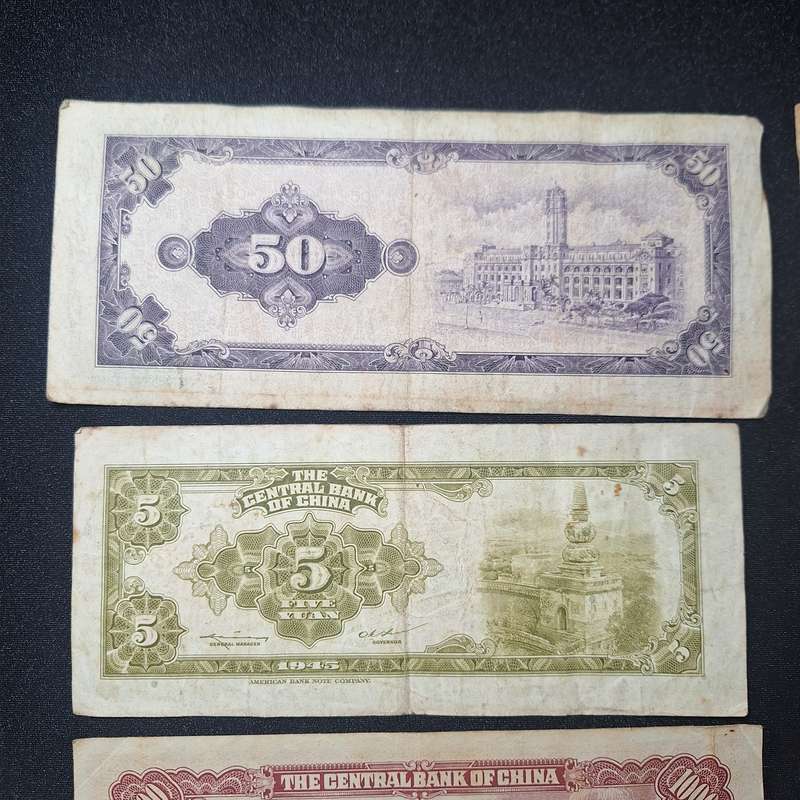 50
50
50
50
50
THE
CENTRAL BANK
OF CHINA
5
5
5
5
FIVE
YUAN
5
5
GENERAL MANAGER
GOVERNOR
1945
AMERICAN BANK NOTE COMPANY.
THE CENTRAL BANK OF CHINA